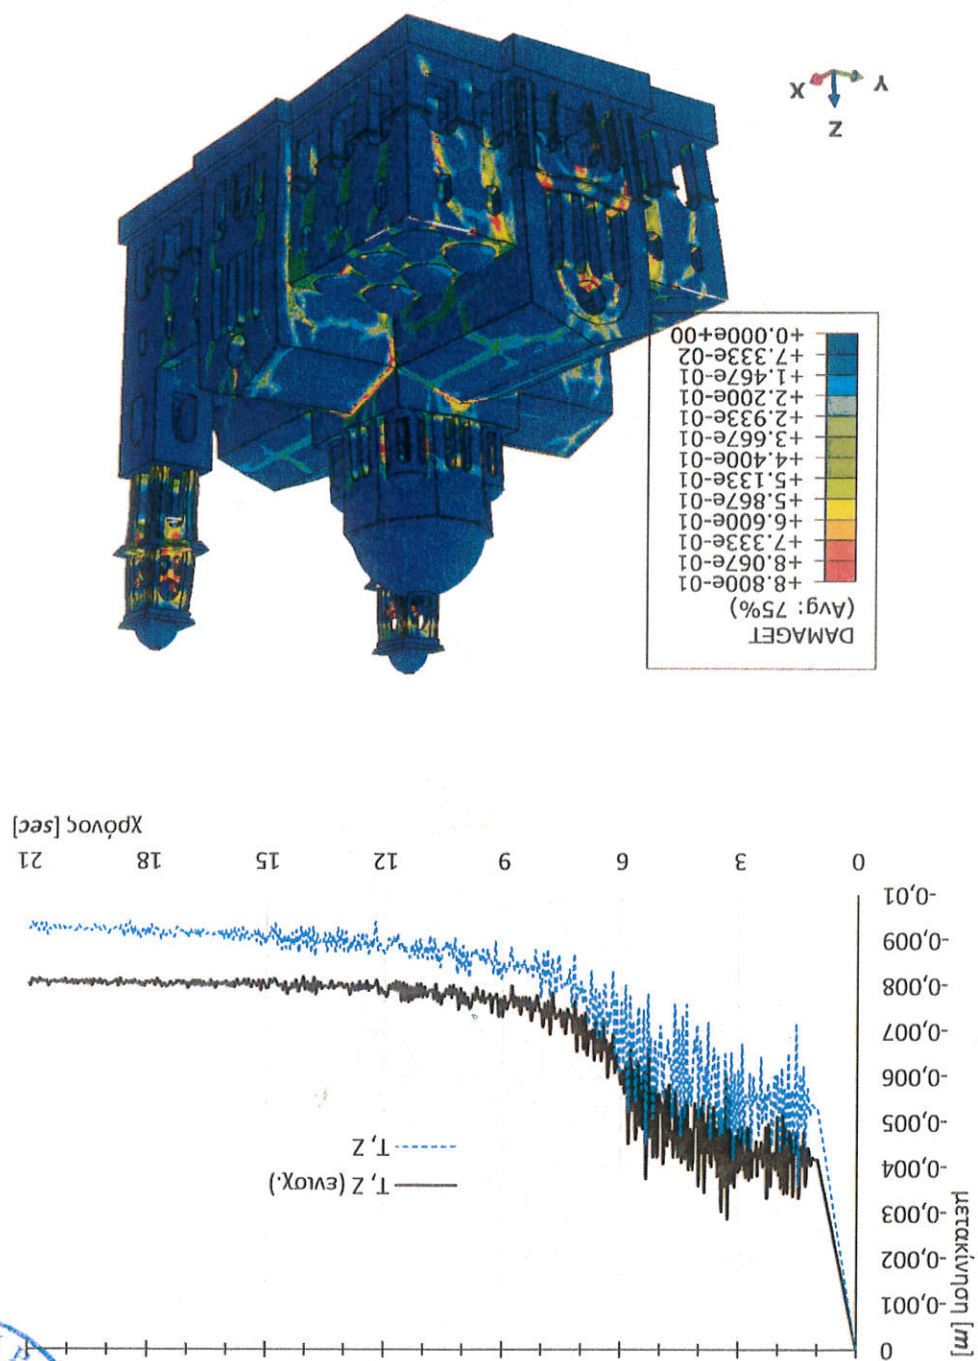 μετακίνηση [m]
0
-0,001
-0,002
-0,003
-0,004
-0,005
-0,006
-0,007
-0,008
-0,009
-0,01
T, Z (ενισχ.)
T, Z
0 3 6 9 12 15 18 21
χρόνος [sec]
DAMAGET
(Avg: 75%)
+8.800e-01
+8.067e-01
+7.333e-01
+6.600e-01
+5.867e-01
+5.133e-01
+4.400e-01
+3.667e-01
+2.933e-01
+2.200e-01
+1.467e-01
+7.333e-02
+0.000e+00
Z
Y X